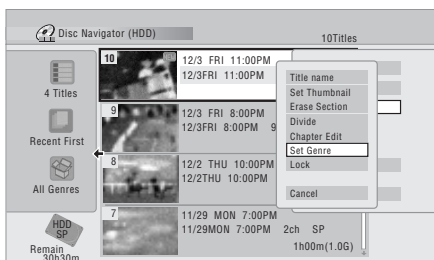 Disc Navigator (HDD)
10Titles
4 Titles
Recent First
All Genres
HDD
SP
Remain
30h30m
10
12/3 FRI 11:00PM
12/3FRI 11:00PM
9
12/3 FRI 8:00PM
12/3FRI 8:00PM 9
8
12/2 THU 10:00PM
12/2THU 10:00PM
7
11/29 MON 7:00PM
11/29MON 7:00PM 2ch SP
1h00m(1.0G)
Title name
Set Thumbnail
Erase Section
Divide
Chapter Edit
Set Genre
Lock
Cancel